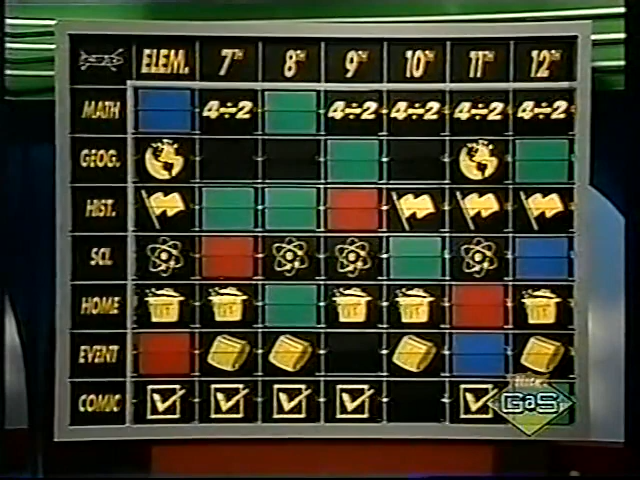 ELEM. 7TH 8TH 9TH 10TH 11TH 12TH
MATH 4÷2 4÷2 4÷2 4÷2 4÷2
GEOG.
HIST.
SCI.
HOME
EVENT
COMIC
GaS